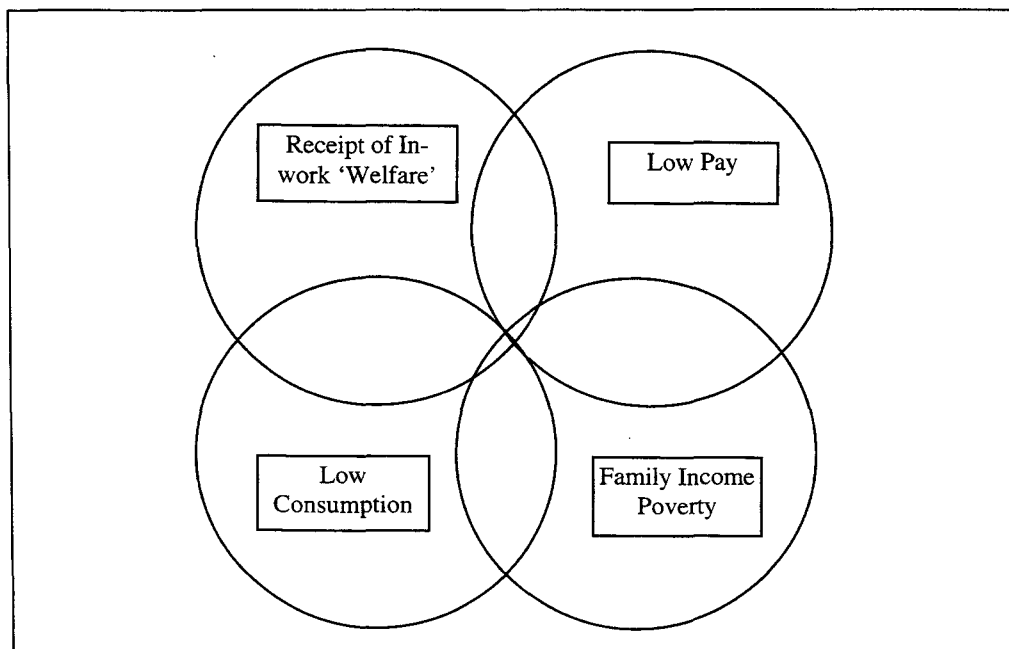 Receipt of In-
work ‘Welfare’
Low Pay
Low
Consumption
Family Income
Poverty